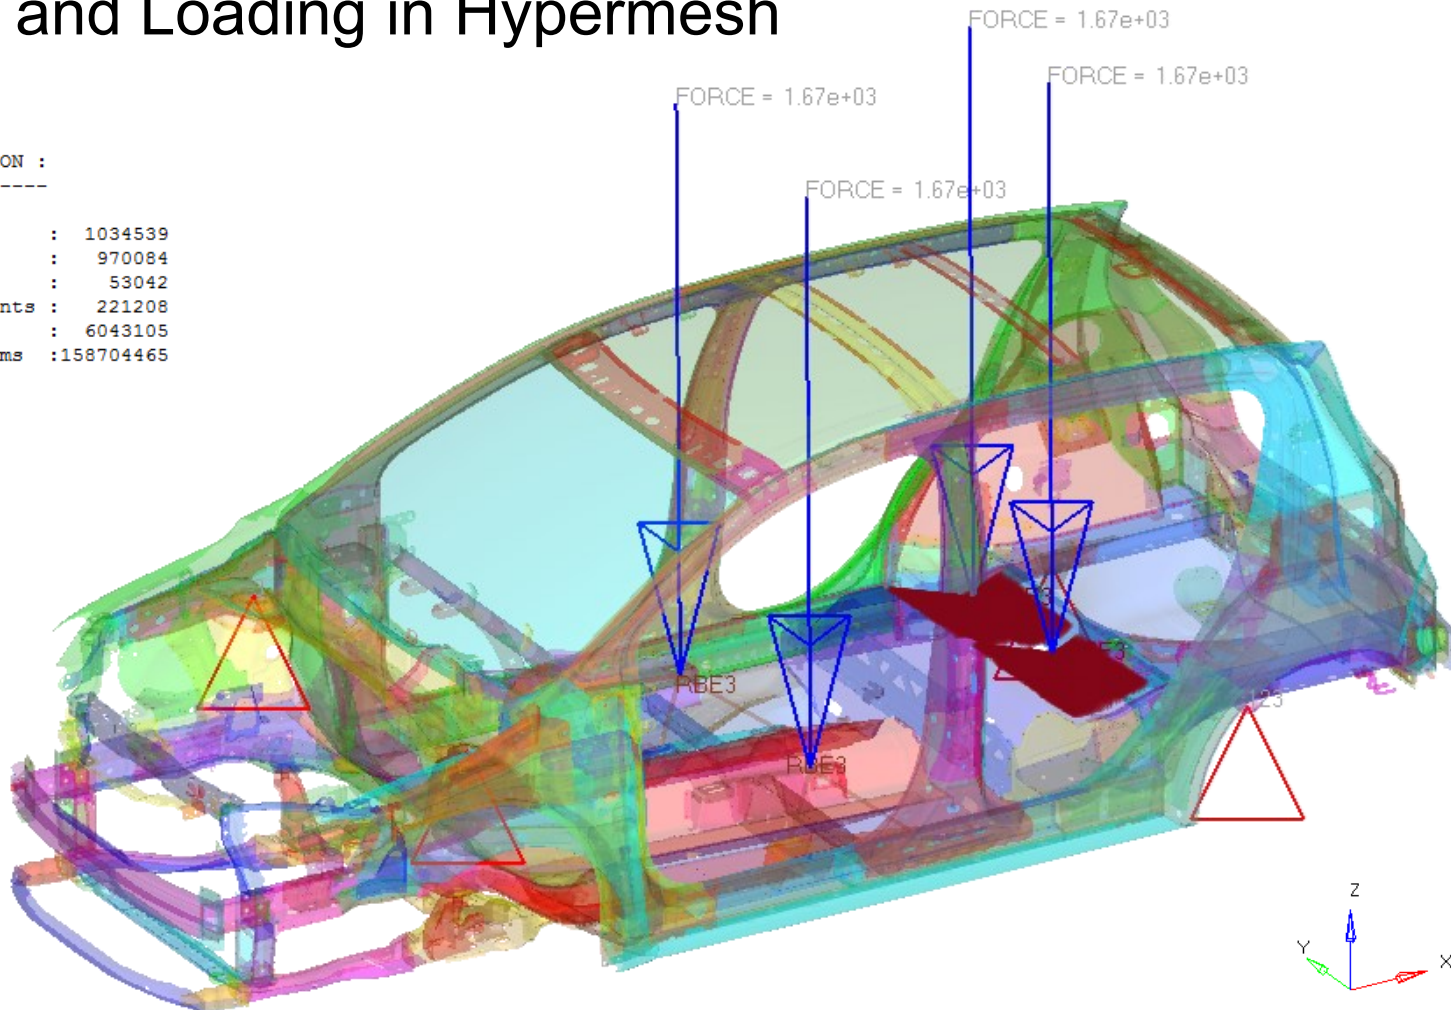 and Loading in Hypermesh
FORCE = 1.67e+03
FORCE = 1.67e+03
FORCE = 1.67e+03
FORCE = 1.67e+03
ON :
----
: 1034539
: 970084
: 53042
nts : 221208
: 6043105
ms :158704465
RBE3
RBE3
23
Z
Y
X